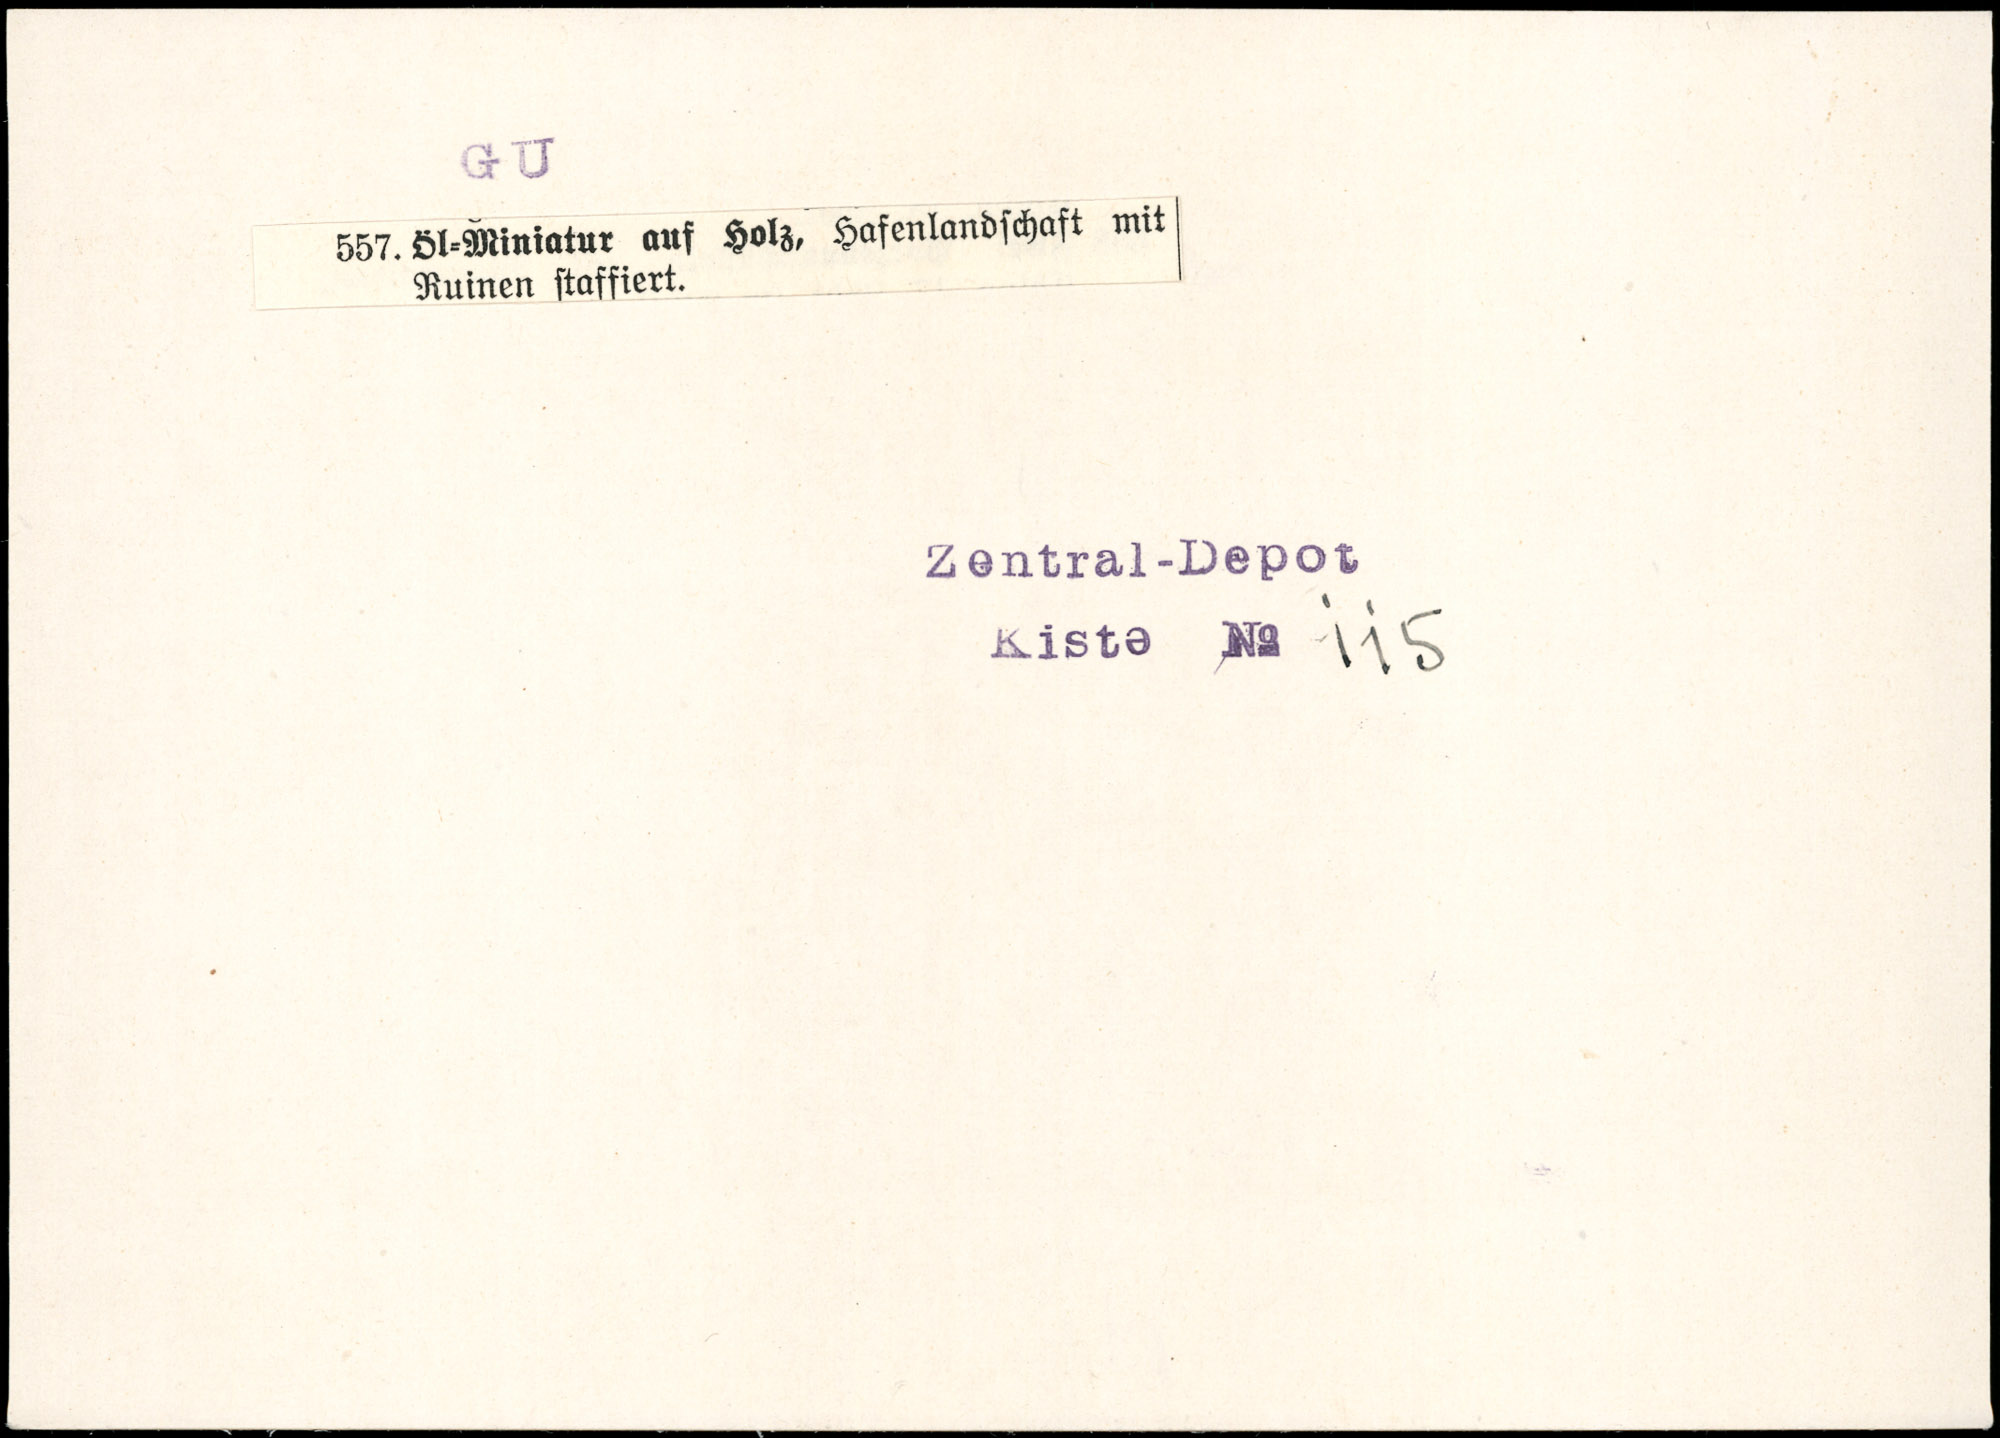 GU
557. Öl-Miniatur auf Holz, Hafenlandſchaft mit
Ruinen ſtaffiert.
Zentral-Depot
Kiste № 115